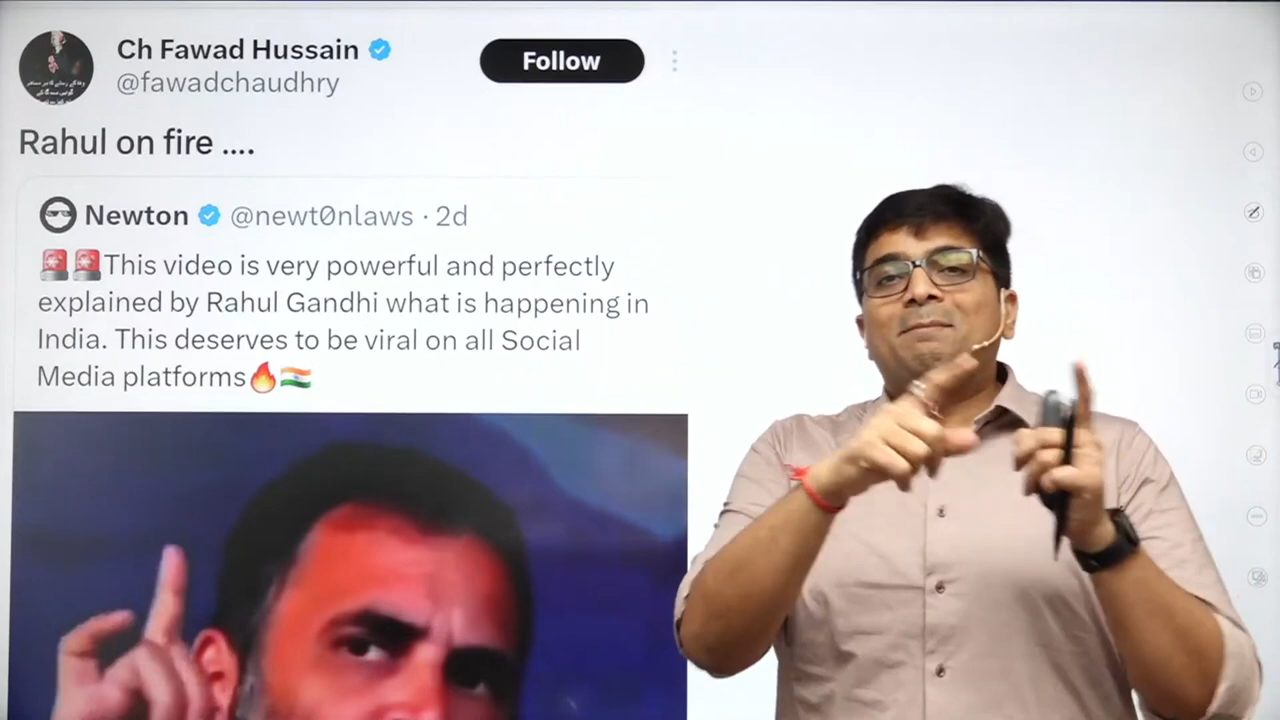 Ch Fawad Hussain
Follow
@fawadchaudhry
Rahul on fire ....
Newton @newt0nlaws · 2d
🚨🚨This video is very powerful and perfectly
explained by Rahul Gandhi what is happening in
India. This deserves to be viral on all Social
Media platforms🔥🇮🇳